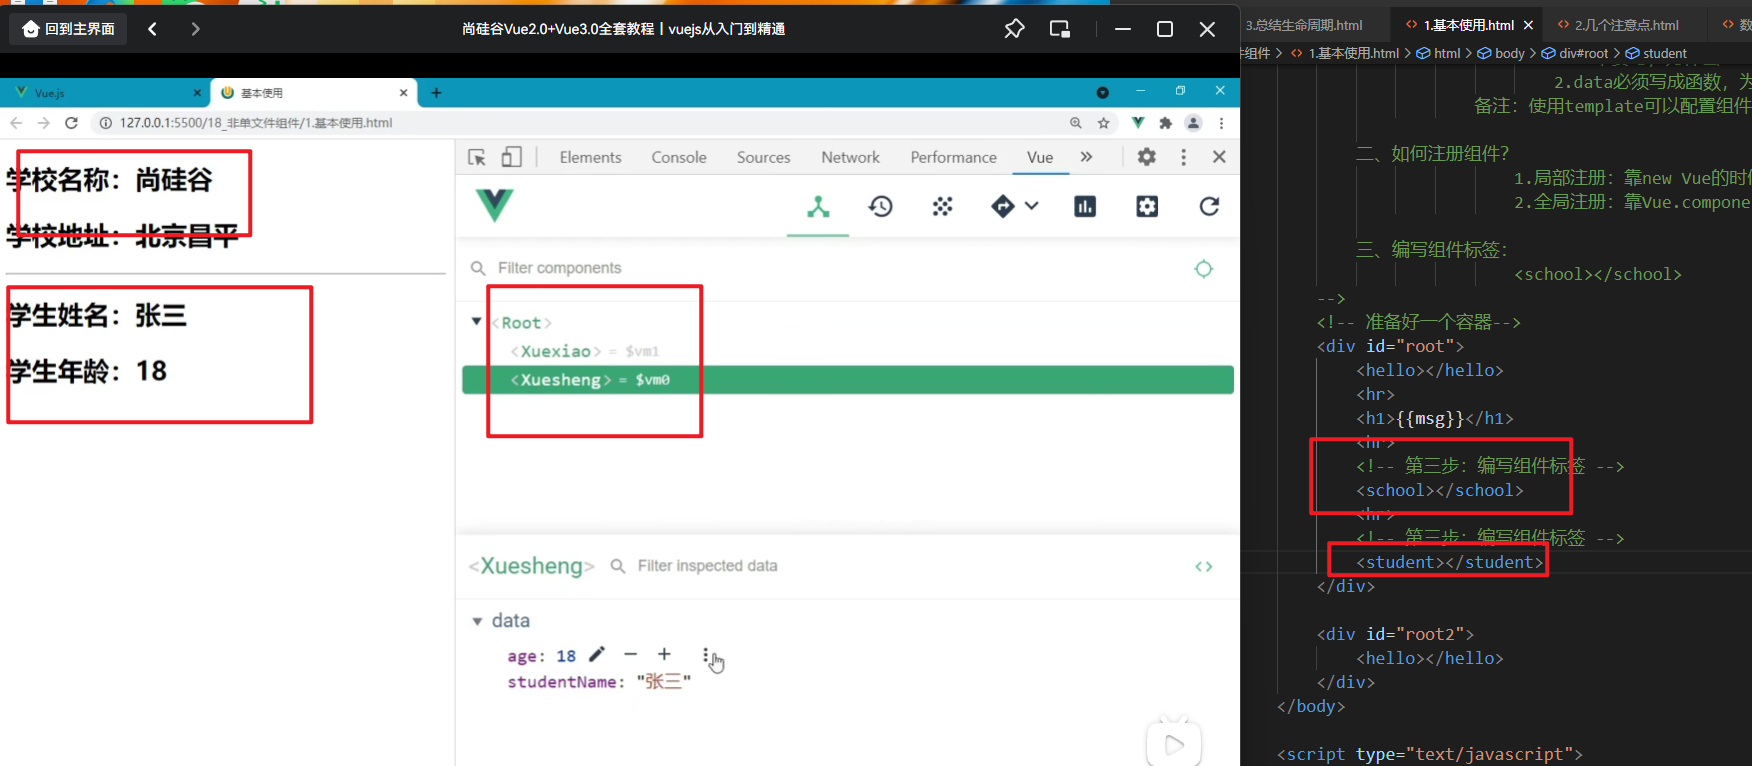 回到主界面
尚硅谷Vue2.0+Vue3.0全套教程丨vuejs从入门到精通
Vue.js
基本使用
127.0.0.1:5500/18_非单文件组件/1.基本使用.html
学校名称：尚硅谷
学校地址：北京昌平
学生姓名：张三
学生年龄：18
Elements Console Sources Network Performance Vue
Filter components
<Root>
<Xuexiao> = $vm1
<Xuesheng> = $vm0
<Xuesheng> Filter inspected data
data
age: 18
studentName: "张三"
3.总结生命周期.html 1.基本使用.html 2.几个注意点.html 数
组件 > 1.基本使用.html > html > body > div#root > student
2.data必须写成函数，为
备注：使用template可以配置组件
二、如何注册组件？
1.局部注册：靠new Vue的时
2.全局注册：靠Vue.compone
三、编写组件标签：
<school></school>
-->
<!-- 准备好一个容器-->
<div id="root">
<hello></hello>
<hr>
<h1>{{msg}}</h1>
<hr>
<!-- 第三步：编写组件标签 -->
<school></school>
<hr>
<!-- 第三步：编写组件标签 -->
<student></student>
</div>
<div id="root2">
<hello></hello>
</div>
</body>
<script type="text/javascript">